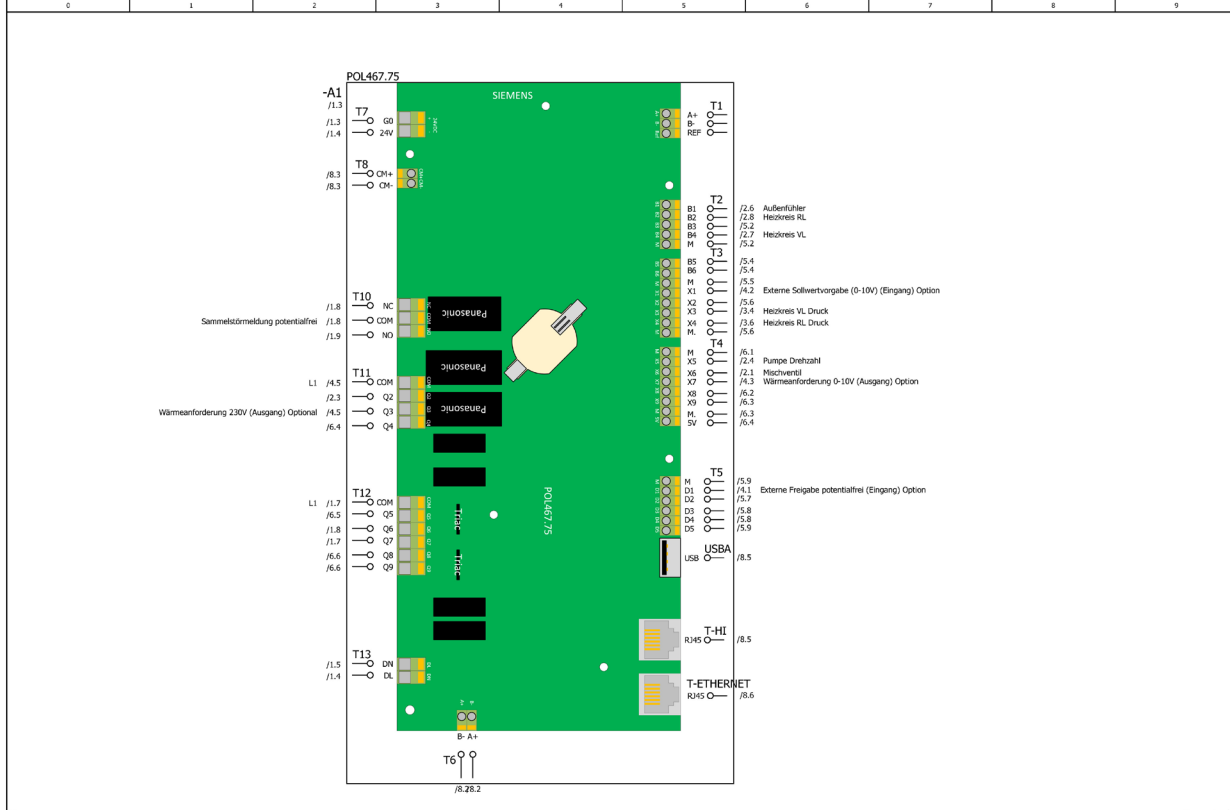 0 1 2 3 4 5 6 7 8 9
POL467.75
-A1
/1.3
SIEMENS
T7
/1.3 G0
/1.4 24V
24VDC
T8
/8.3 CM+
/8.3 CM-
T10
/1.8 NC
Sammelstörmeldung potentialfrei /1.8 COM
/1.9 NO
Panasonic
T11
L1 /4.5 COM
/2.3 Q2
Wärmeanforderung 230V (Ausgang) Optional /4.5 Q3
/6.4 Q4
Panasonic
Panasonic
T12
L1 /1.7 COM
/6.5 Q5
/1.8 Q6
/1.7 Q7
/6.6 Q8
/6.6 Q9
Triac
Triac
POL467.75
T13
/1.5 DN
/1.4 DL
A+ B-
B- A+
T6
/8.2 /8.2
T1
A+
B-
REF
T2
B1 /2.6 Außenfühler
B2 /2.8 Heizkreis RL
B3 /5.2
B4 /2.7 Heizkreis VL
M /5.2
T3
B5 /5.4
B6 /5.4
M /5.5
X1 /4.2 Externe Sollwertvorgabe (0-10V) (Eingang) Option
X2 /5.6
X3 /3.4 Heizkreis VL Druck
X4 /3.6 Heizkreis RL Druck
M. /5.6
T4
M /6.1
X5 /2.4 Pumpe Drehzahl
X6 /2.1 Mischventil
X7 /4.3 Wärmeanforderung 0-10V (Ausgang) Option
X8 /6.2
X9 /6.3
M. /6.3
5V /6.4
T5
M /5.9
D1 /4.1 Externe Freigabe potentialfrei (Eingang) Option
D2 /5.7
D3 /5.8
D4 /5.8
D5 /5.9
USBA
USB /8.5
T-HI
RJ45 /8.5
T-ETHERNET
RJ45 /8.6